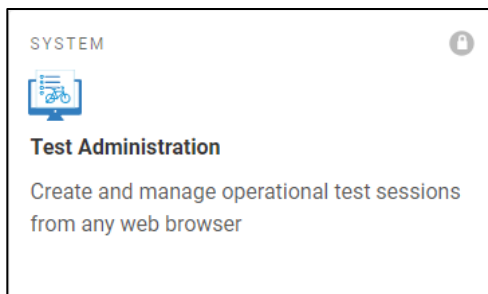 SYSTEM
Test Administration
Create and manage operational test sessions
from any web browser